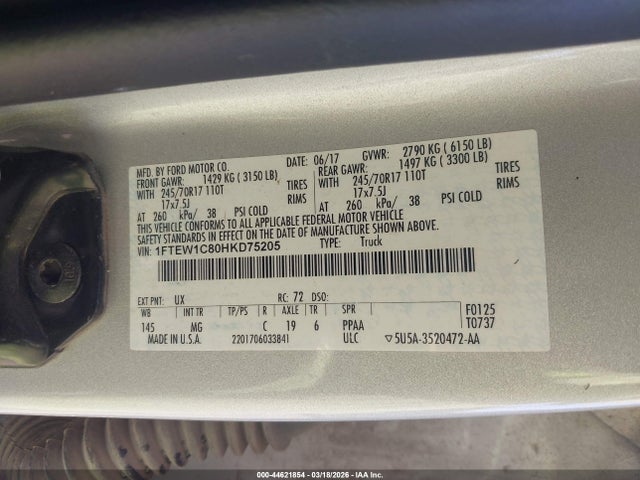 MFD. BY FORD MOTOR CO. DATE: 06/17 GVWR: 2790 KG ( 6150 LB)
FRONT GAWR: 1429 KG ( 3150 LB) REAR GAWR: 1497 KG ( 3300 LB)
WITH 245/70R17 110T TIRES WITH 245/70R17 110T TIRES
17x7.5J RIMS 17x7.5J RIMS
AT 260 kPa/ 38 PSI COLD AT 260 kPa/ 38 PSI COLD
THIS VEHICLE CONFORMS TO ALL APPLICABLE FEDERAL MOTOR VEHICLE
SAFETY STANDARDS IN EFFECT ON THE DATE OF MANUFACTURE SHOWN ABOVE.
VIN: 1FTEW1C80HKD75205 TYPE: Truck
EXT PNT: UX RC: 72 DSO:
WB INT TR TP/PS R AXLE TR SPR F0125
145 MG C 19 6 PPAA T0737
MADE IN U.S.A. 2201706033841 ULC ▽5U5A-3520472-AA
000-44621854 | 03/18/2026 - IAA Inc.